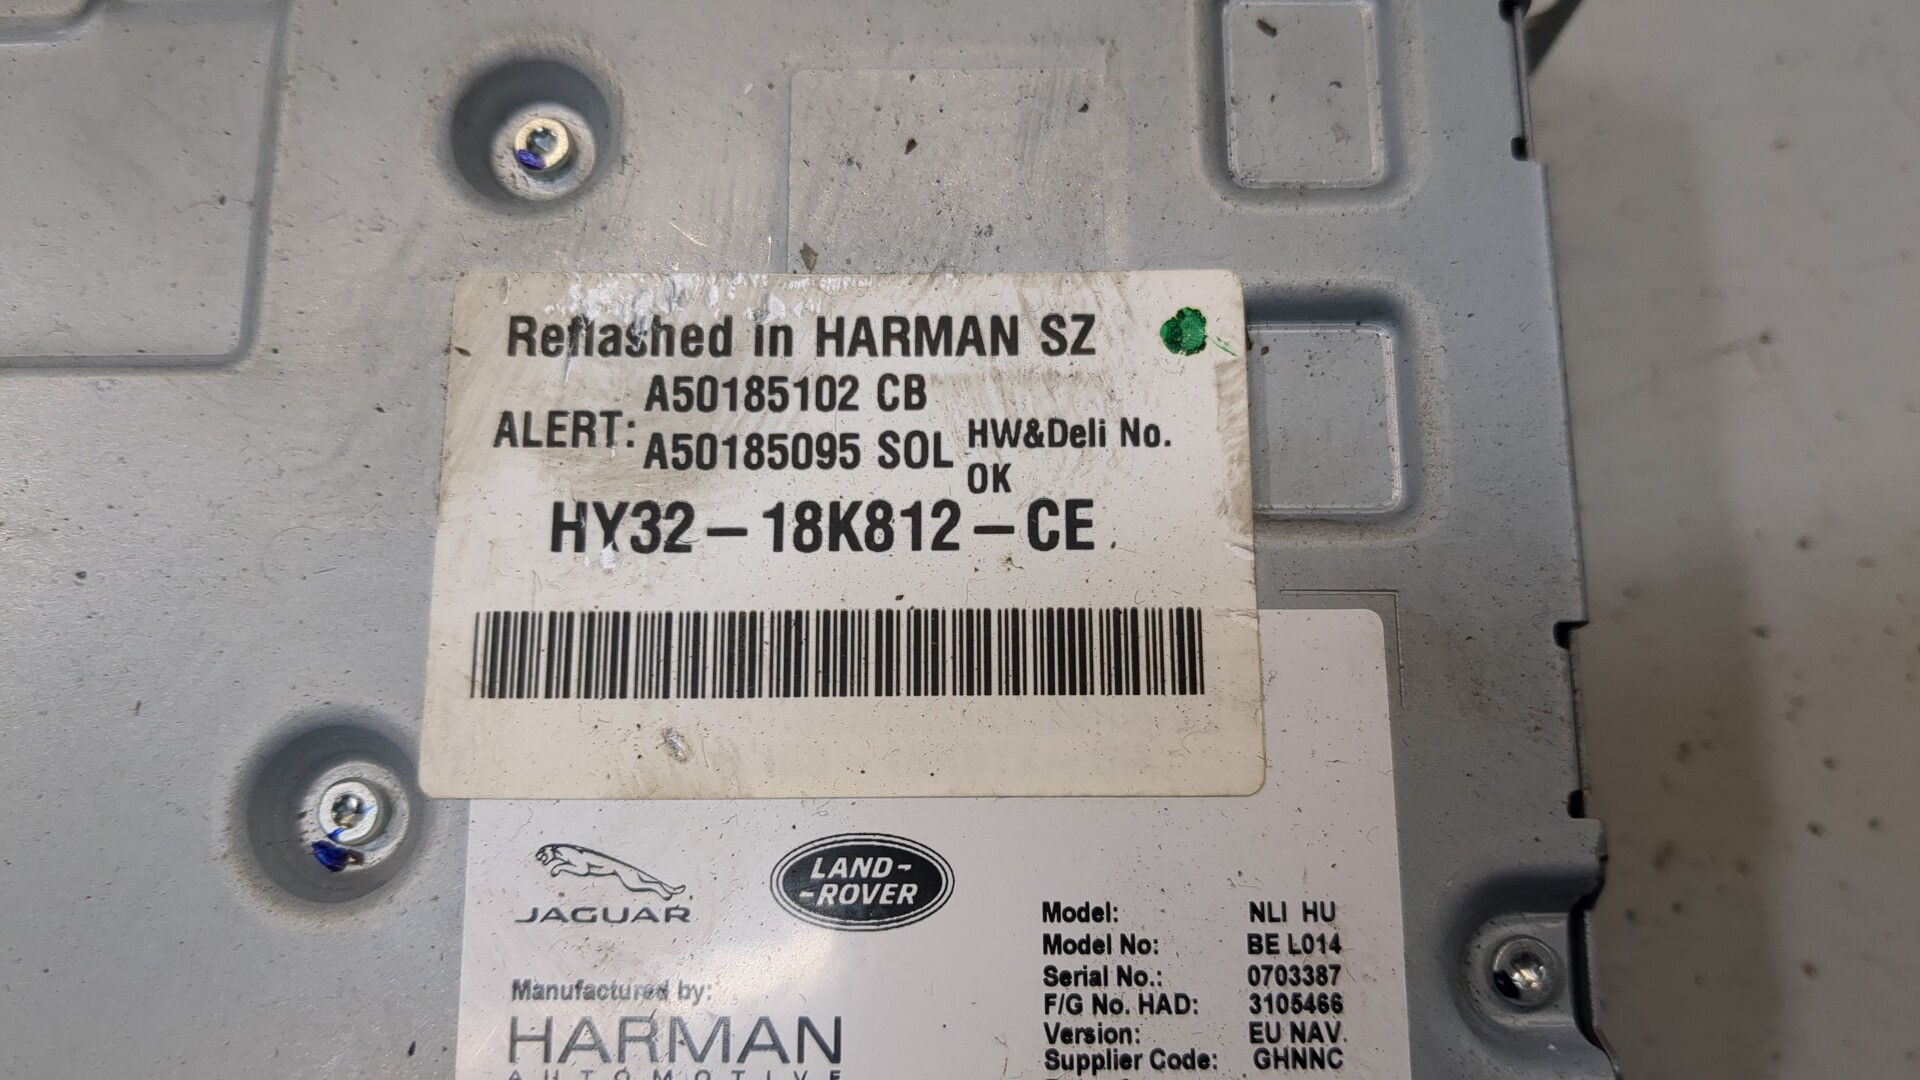 Reflashed in HARMAN SZ
A50185102 CB
ALERT:
A50185095 SOL
HW&Deli No.
OK
HY32-18K812-CE
JAGUAR
LAND-
-ROVER
Model: NLI HU
Model No: BE L014
Serial No.: 0703387
F/G No. HAD: 3105466
Version: EU NAV.
Supplier Code: GHNNC
Manufactured by:
HARMAN
AUTOMOTIVE